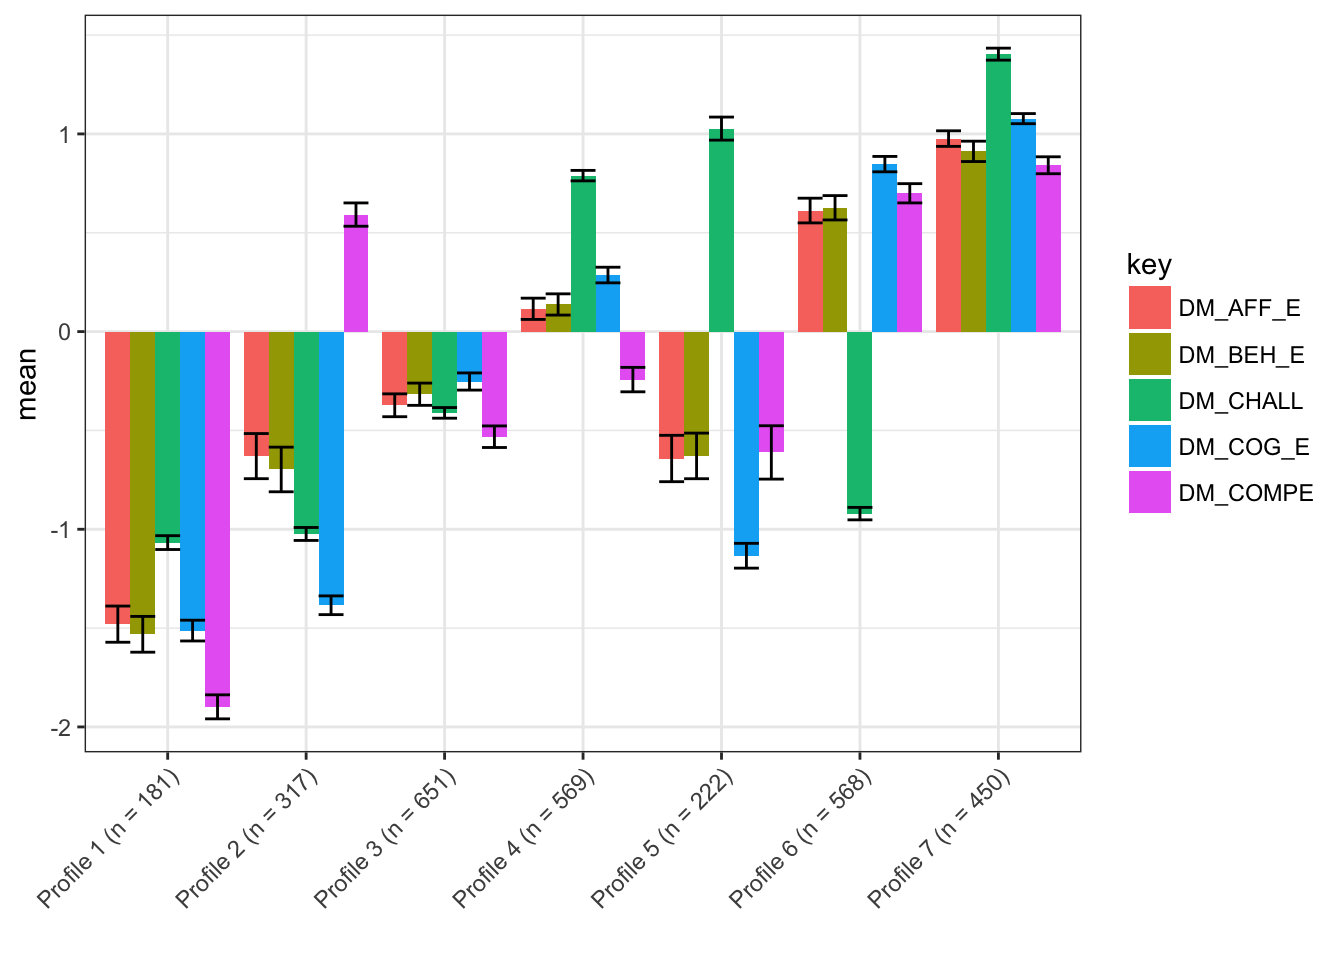 1
0
-1
-2
mean
Profile 1 (n = 181)
Profile 2 (n = 317)
Profile 3 (n = 651)
Profile 4 (n = 569)
Profile 5 (n = 222)
Profile 6 (n = 568)
Profile 7 (n = 450)
key
DM_AFF_E
DM_BEH_E
DM_CHALL
DM_COG_E
DM_COMPE